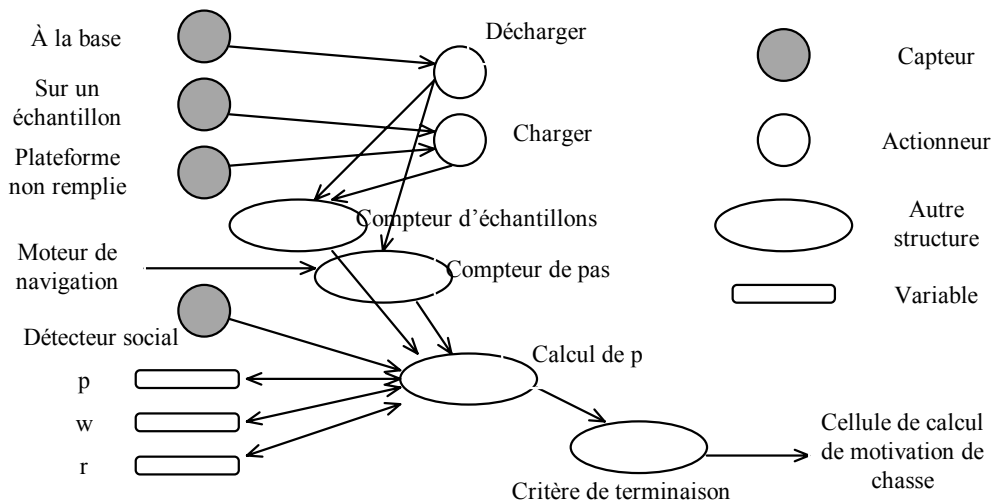 À la base
Sur un
échantillon
Plateforme
non remplie
Décharger
Charger
Compteur d'échantillons
Moteur de
navigation
Compteur de pas
Détecteur social
Calcul de p
p
w
r
Critère de terminaison
Cellule de calcul
de motivation de
chasse
Capteur
Actionneur
Autre
structure
Variable